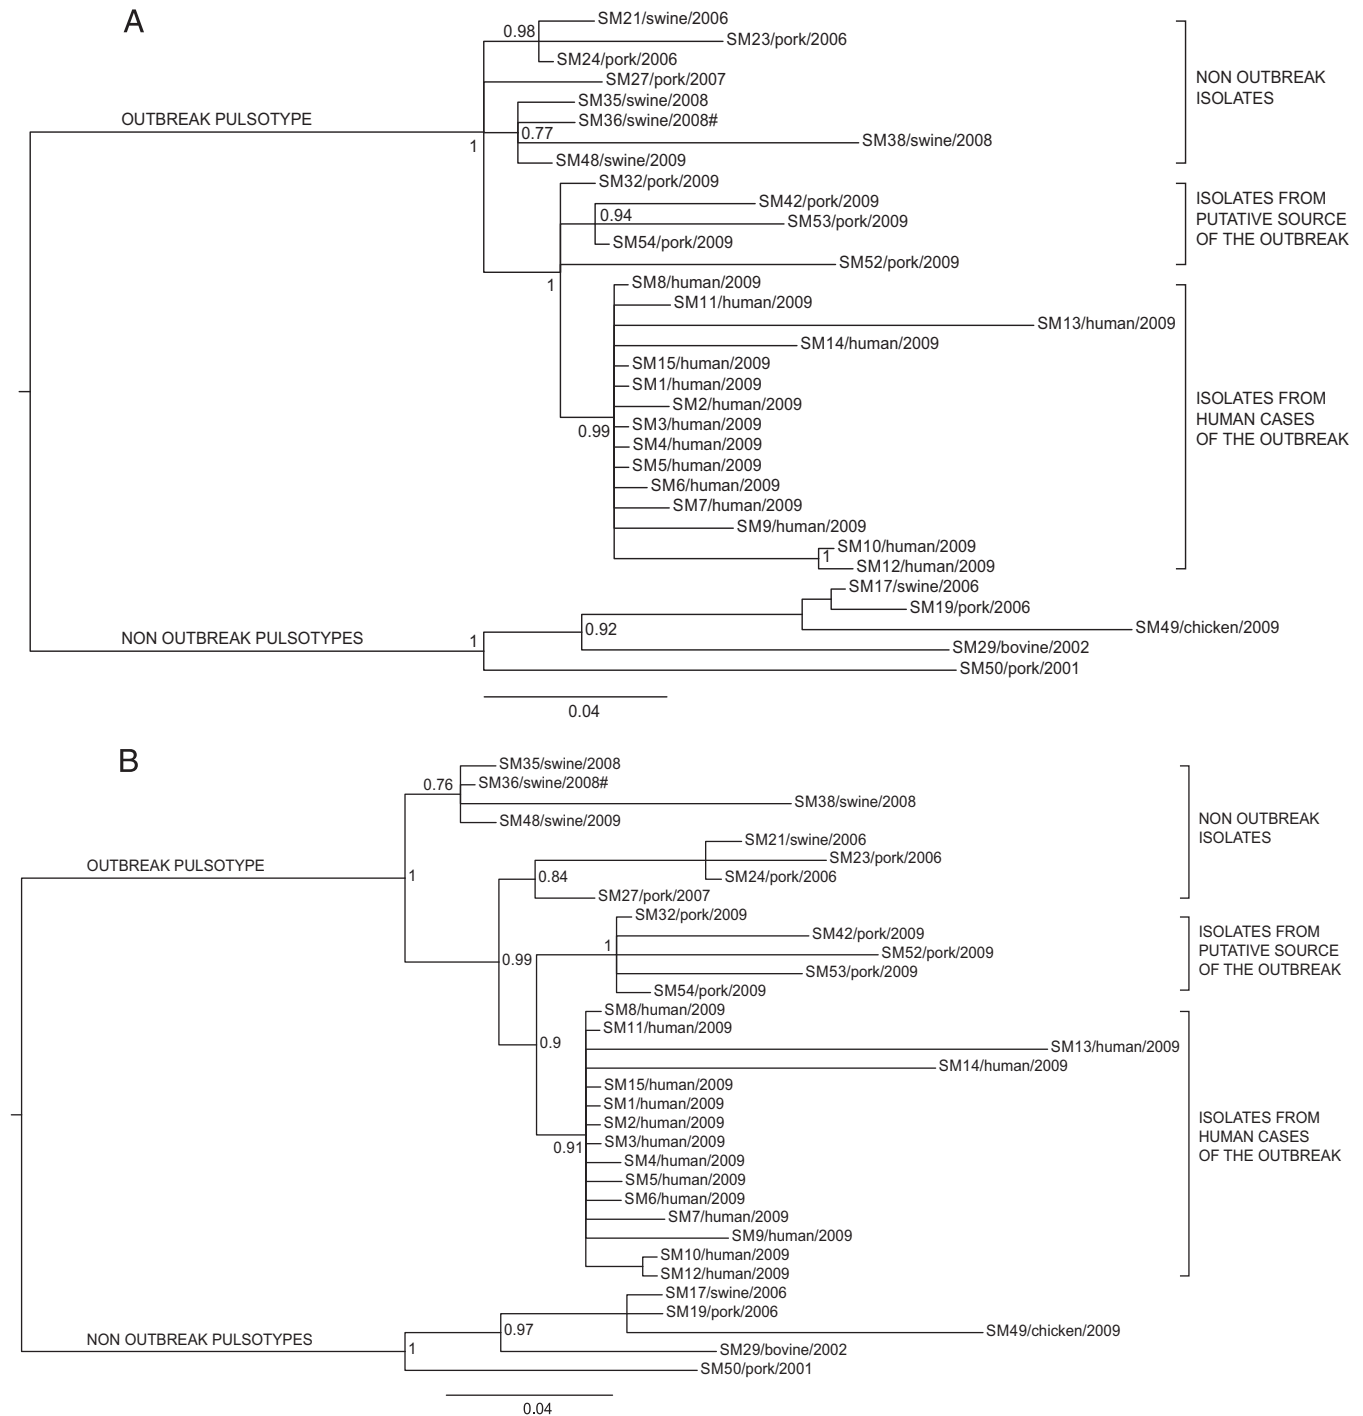 A
SM21/swine/2006
0.98
SM23/pork/2006
SM24/pork/2006
SM27/pork/2007
NON OUTBREAK
ISOLATES
SM35/swine/2008
OUTBREAK PULSOTYPE
SM36/swine/2008#
0.77
1
SM38/swine/2008
SM48/swine/2009
SM32/pork/2009
SM42/pork/2009
0.94
SM53/pork/2009
SM54/pork/2009
ISOLATES FROM
PUTATIVE SOURCE
OF THE OUTBREAK
SM52/pork/2009
1
SM8/human/2009
SM11/human/2009
SM13/human/2009
SM14/human/2009
SM15/human/2009
SM1/human/2009
SM2/human/2009
SM3/human/2009
0.99
SM4/human/2009
ISOLATES FROM
HUMAN CASES
OF THE OUTBREAK
SM5/human/2009
SM6/human/2009
SM7/human/2009
SM9/human/2009
SM10/human/2009
1
SM12/human/2009
SM17/swine/2006
SM19/pork/2006
0.92
SM49/chicken/2009
NON OUTBREAK PULSOTYPES
1
SM29/bovine/2002
SM50/pork/2001
0.04
B
SM35/swine/2008
0.76
SM36/swine/2008#
SM38/swine/2008
SM48/swine/2009
NON OUTBREAK
ISOLATES
SM21/swine/2006
SM23/pork/2006
OUTBREAK PULSOTYPE
1
0.84
SM24/pork/2006
SM27/pork/2007
SM32/pork/2009
SM42/pork/2009
1
SM52/pork/2009
ISOLATES FROM
PUTATIVE SOURCE
OF THE OUTBREAK
0.99
SM53/pork/2009
SM54/pork/2009
SM8/human/2009
SM11/human/2009
0.9
SM13/human/2009
SM14/human/2009
SM15/human/2009
SM1/human/2009
SM2/human/2009
SM3/human/2009
0.91
ISOLATES FROM
HUMAN CASES
OF THE OUTBREAK
SM4/human/2009
SM5/human/2009
SM6/human/2009
SM7/human/2009
SM9/human/2009
SM10/human/2009
SM12/human/2009
SM17/swine/2006
SM19/pork/2006
0.97
SM49/chicken/2009
NON OUTBREAK PULSOTYPES
1
SM29/bovine/2002
SM50/pork/2001
0.04